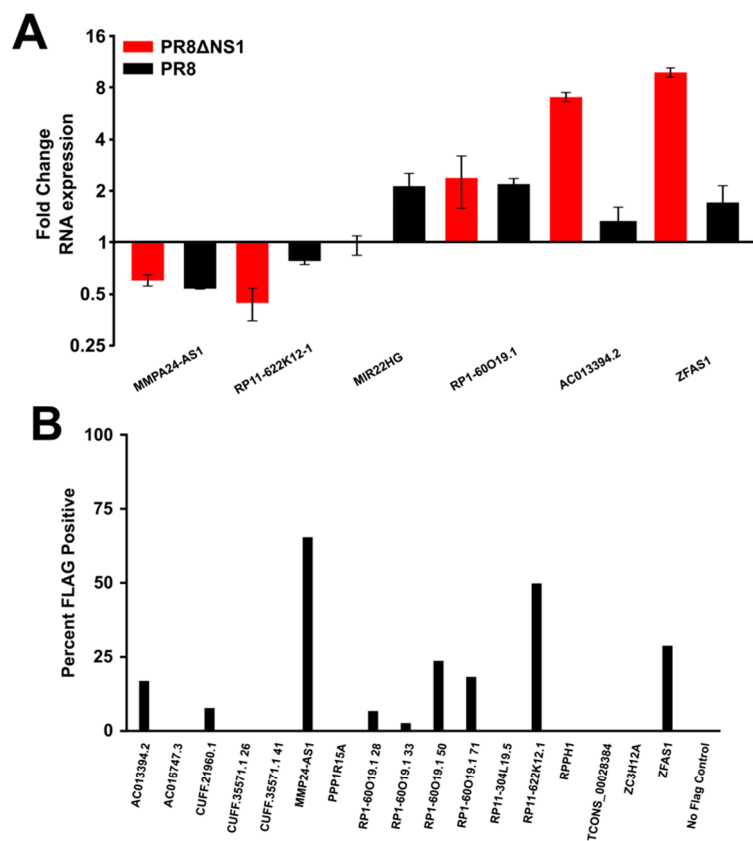 A
PR8ΔNS1
PR8
Fold Change
RNA expression
16
8
4
2
1
0.5
0.25
MMPA24-AS1
RP11-622K12-1
MIR22HG
RP1-60O19.1
AC013394.2
ZFAS1
B
Percent FLAG Positive
100
75
50
25
0
AC013394.2
AC016747.3
CUFF.21960.1
CUFF.35571.1 26
CUFF.35571.1 41
MMP24-AS1
PPP1R15A
RP1-60O19.1 28
RP1-60O19.1 33
RP1-60O19.1 50
RP1-60O19.1 71
RP11-304L19.5
RP11-622K12.1
RPPH1
TCONS_00028384
ZC3H12A
ZFAS1
No Flag Control